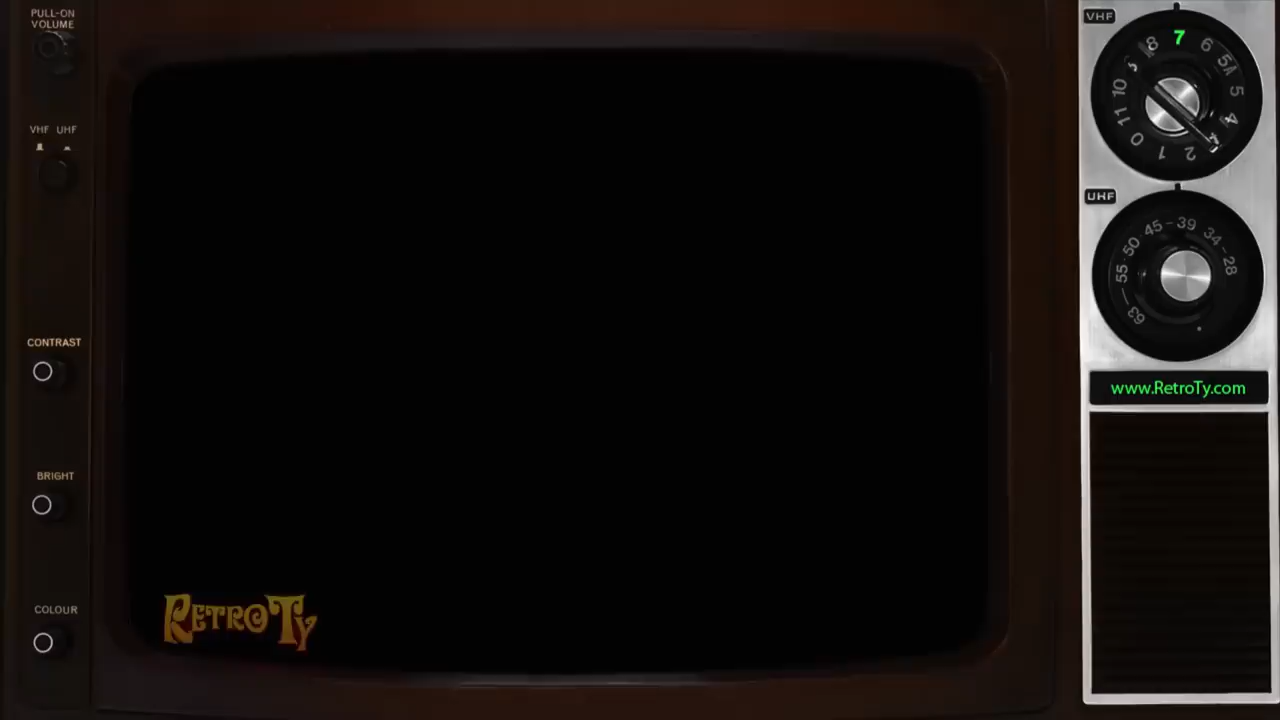 PULL-ON
VOLUME
VHF UHF
CONTRAST
BRIGHT
COLOUR
RETROTY
VHF
7
6
5A
5
4
2
1
0
11
10
8
UHF
63
55
50
45-39
34-28
www.RetroTy.com